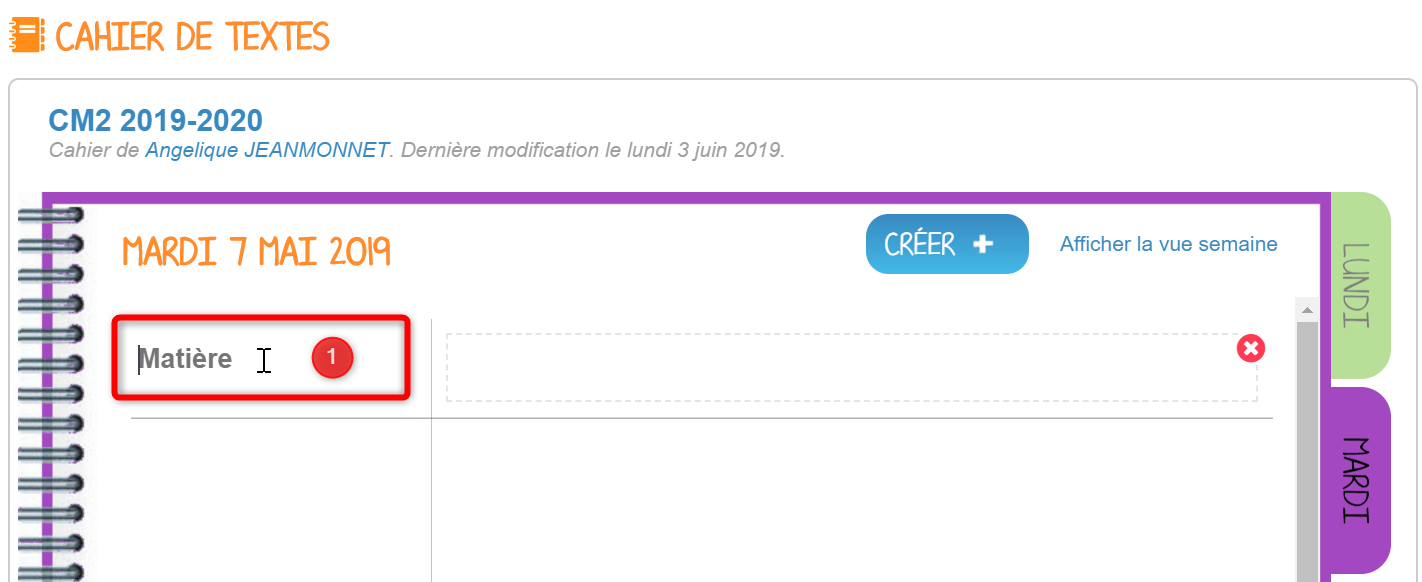 CAHIER DE TEXTES
CM2 2019-2020
Cahier de Angelique JEANMONNET. Dernière modification le lundi 3 juin 2019.
MARDI 7 MAI 2019
CRÉER +
Afficher la vue semaine
LUNDI
Matière
1
MARDI